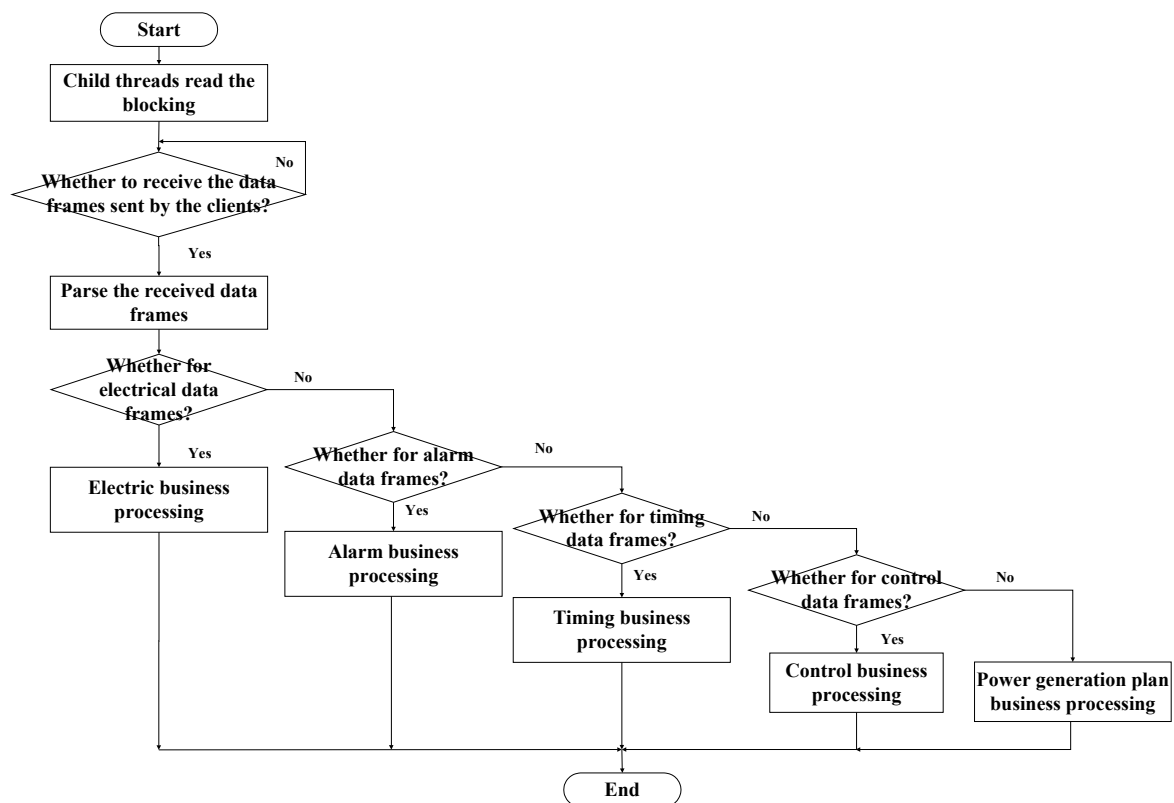 Start
Child threads read the
blocking
No
Whether to receive the data
frames sent by the clients?
Yes
Parse the received data
frames
Whether for
electrical data
frames?
No
Yes
Electric business
processing
Whether for alarm
data frames?
No
Yes
Alarm business
processing
Whether for timing
data frames?
No
Yes
Timing business
processing
Whether for control
data frames?
No
Yes
Control business
processing
Power generation plan
business processing
End